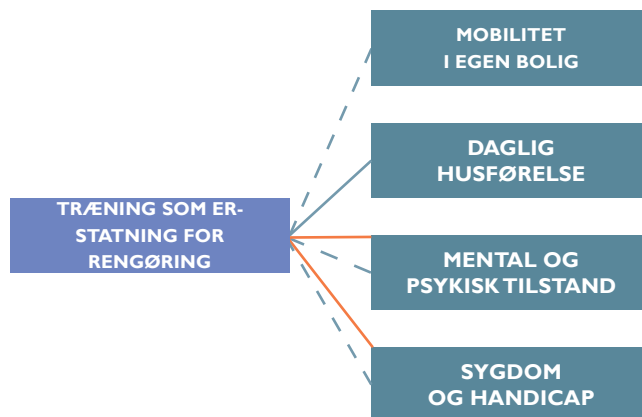 MOBILITET
I EGEN BOLIG
DAGLIG
HUSFØRELSE
TRÆNING SOM ER-
STATNING FOR
RENGØRING
MENTAL OG
PSYKISK TILSTAND
SYGDOM
OG HANDICAP